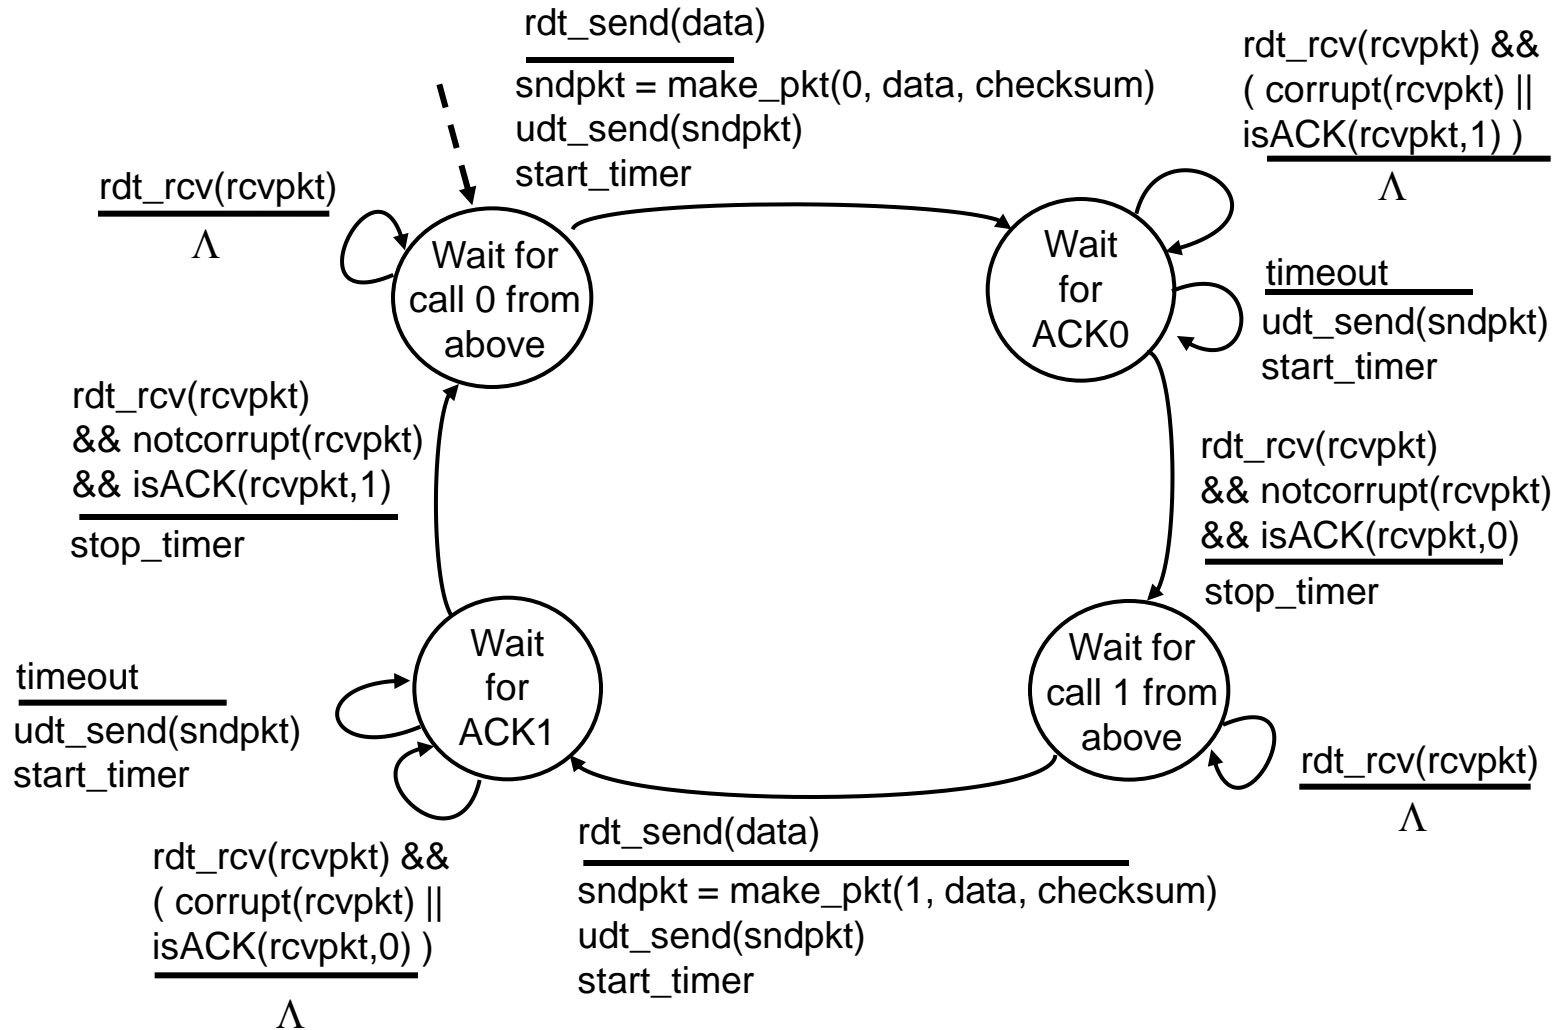 rdt_send(data)
sndpkt = make_pkt(0, data, checksum)
udt_send(sndpkt)
start_timer
rdt_rcv(rcvpkt) &&
( corrupt(rcvpkt) ||
isACK(rcvpkt,1) )
Λ
rdt_rcv(rcvpkt)
Λ
Wait for
call 0 from
above
Wait
for
ACK0
timeout
udt_send(sndpkt)
start_timer
rdt_rcv(rcvpkt)
&& notcorrupt(rcvpkt)
&& isACK(rcvpkt,1)
stop_timer
rdt_rcv(rcvpkt)
&& notcorrupt(rcvpkt)
&& isACK(rcvpkt,0)
stop_timer
Wait
for
ACK1
Wait for
call 1 from
above
timeout
udt_send(sndpkt)
start_timer
rdt_rcv(rcvpkt)
Λ
rdt_rcv(rcvpkt) &&
( corrupt(rcvpkt) ||
isACK(rcvpkt,0) )
Λ
rdt_send(data)
sndpkt = make_pkt(1, data, checksum)
udt_send(sndpkt)
start_timer